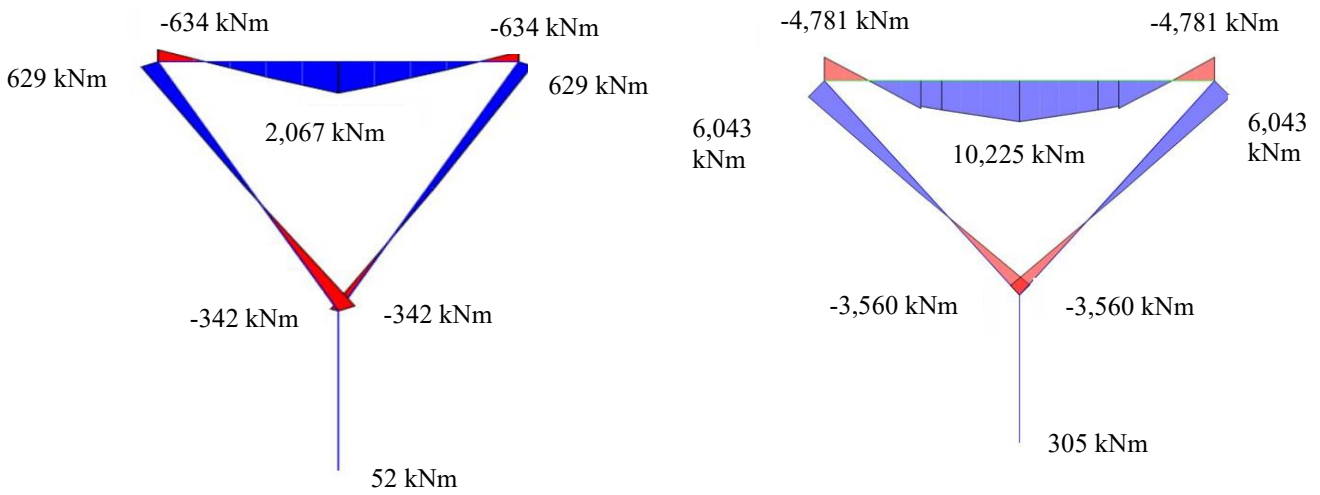 -634 kNm
-634 kNm
629 kNm
629 kNm
2,067 kNm
-342 kNm
-342 kNm
52 kNm
-4,781 kNm
-4,781 kNm
6,043
kNm
6,043
kNm
10,225 kNm
-3,560 kNm
-3,560 kNm
305 kNm